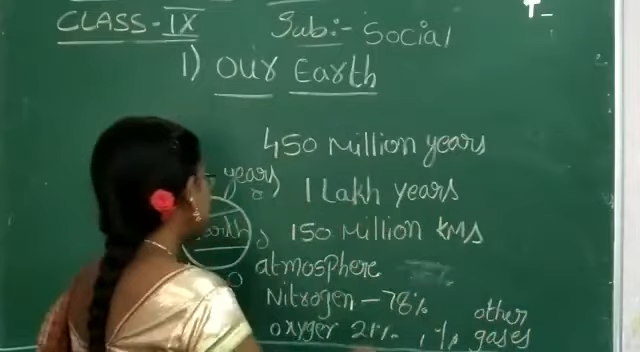 CLASS-IX Sub:- Social
1) Our Earth
450 Million years
years 1 Lakh years
150 Million KMS
atmosphere
Nitrogen - 78%
oxyger 21% 1% other gases